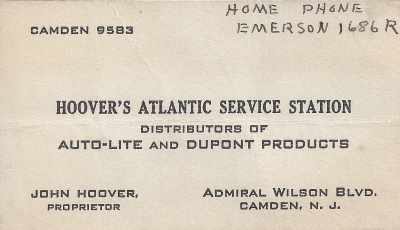 HOME PHONE
EMERSON 1686 R
CAMDEN 9583
HOOVER'S ATLANTIC SERVICE STATION
DISTRIBUTORS OF
AUTO-LITE AND DUPONT PRODUCTS
JOHN HOOVER,
PROPRIETOR
ADMIRAL WILSON BLVD.
CAMDEN, N. J.